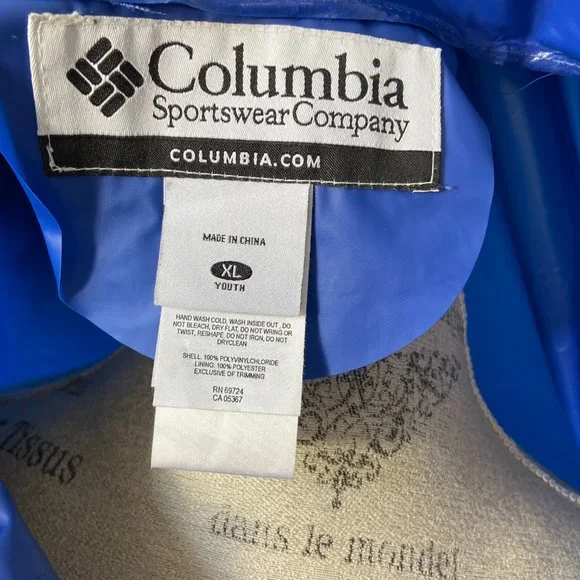 Columbia
Sportswear Company
COLUMBIA.COM
MADE IN CHINA
XL
YOUTH
HAND WASH COLD, WASH INSIDE OUT , DO
NOT BLEACH, DRY FLAT, DO NOT WRING OR
TWIST, RESHAPE, DO NOT IRON, DO NOT
DRYCLEAN
SHELL: 100% POLYVINYLCHLORIDE
LINING: 100% POLYESTER
EXCLUSIVE OF TRIMMING
RN 69724
CA 05367
tissus
dans le monde!